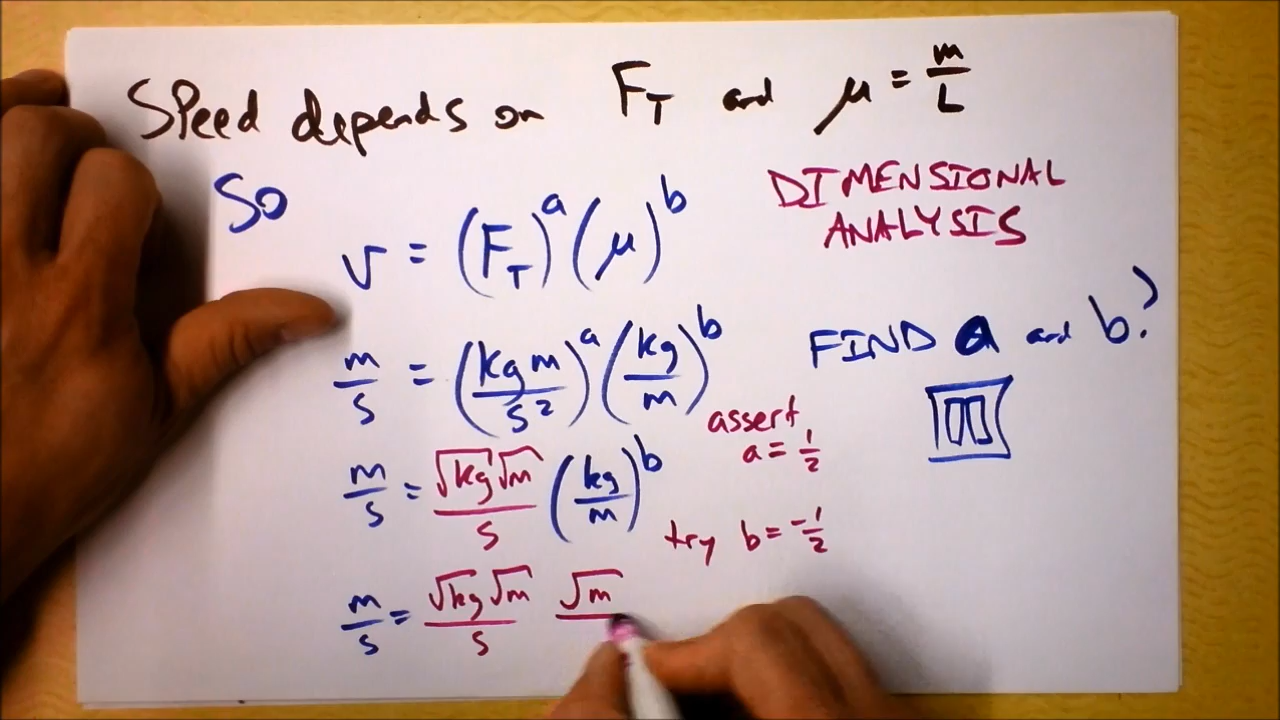 Speed depends on F_T and μ = m/L
So
DIMENSIONAL
ANALYSIS
v = (F_T)^a (μ)^b
FIND a and b?
m/s = (kg m/s²)^a (kg/m)^b
assert
a = 1/2
m/s = √kg √m/s (kg/m)^b
try b = -1/2
m/s = √kg √m/s √m/